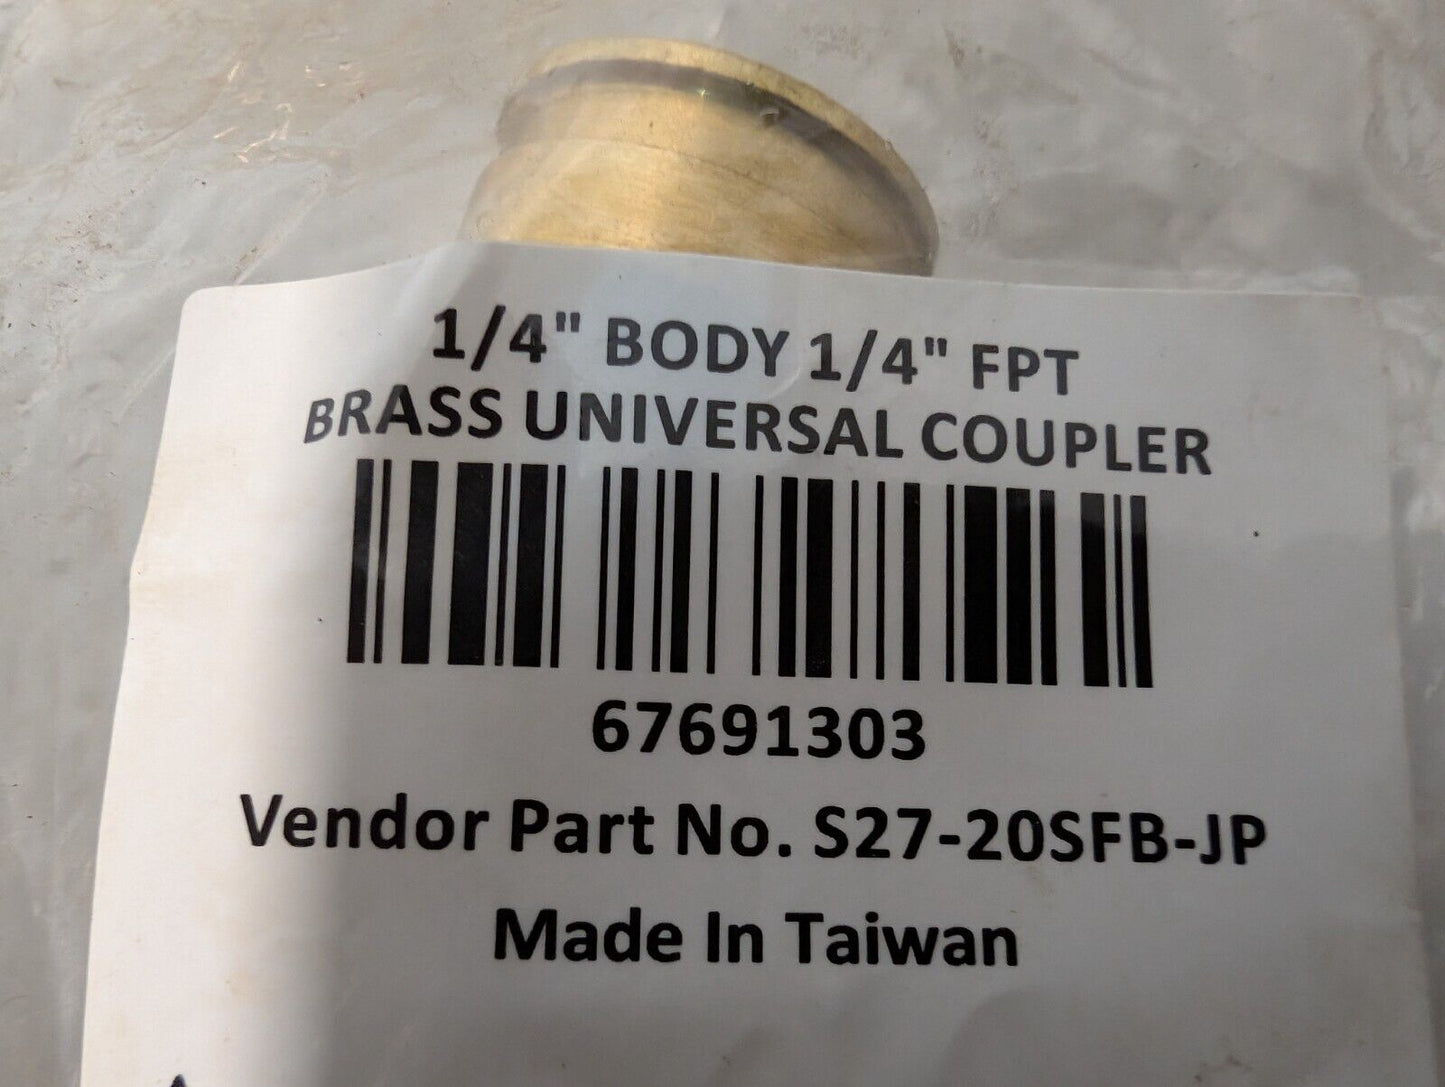 1/4" BODY 1/4" FPT
BRASS UNIVERSAL COUPLER
67691303
Vendor Part No. S27-20SFB-JP
Made In Taiwan